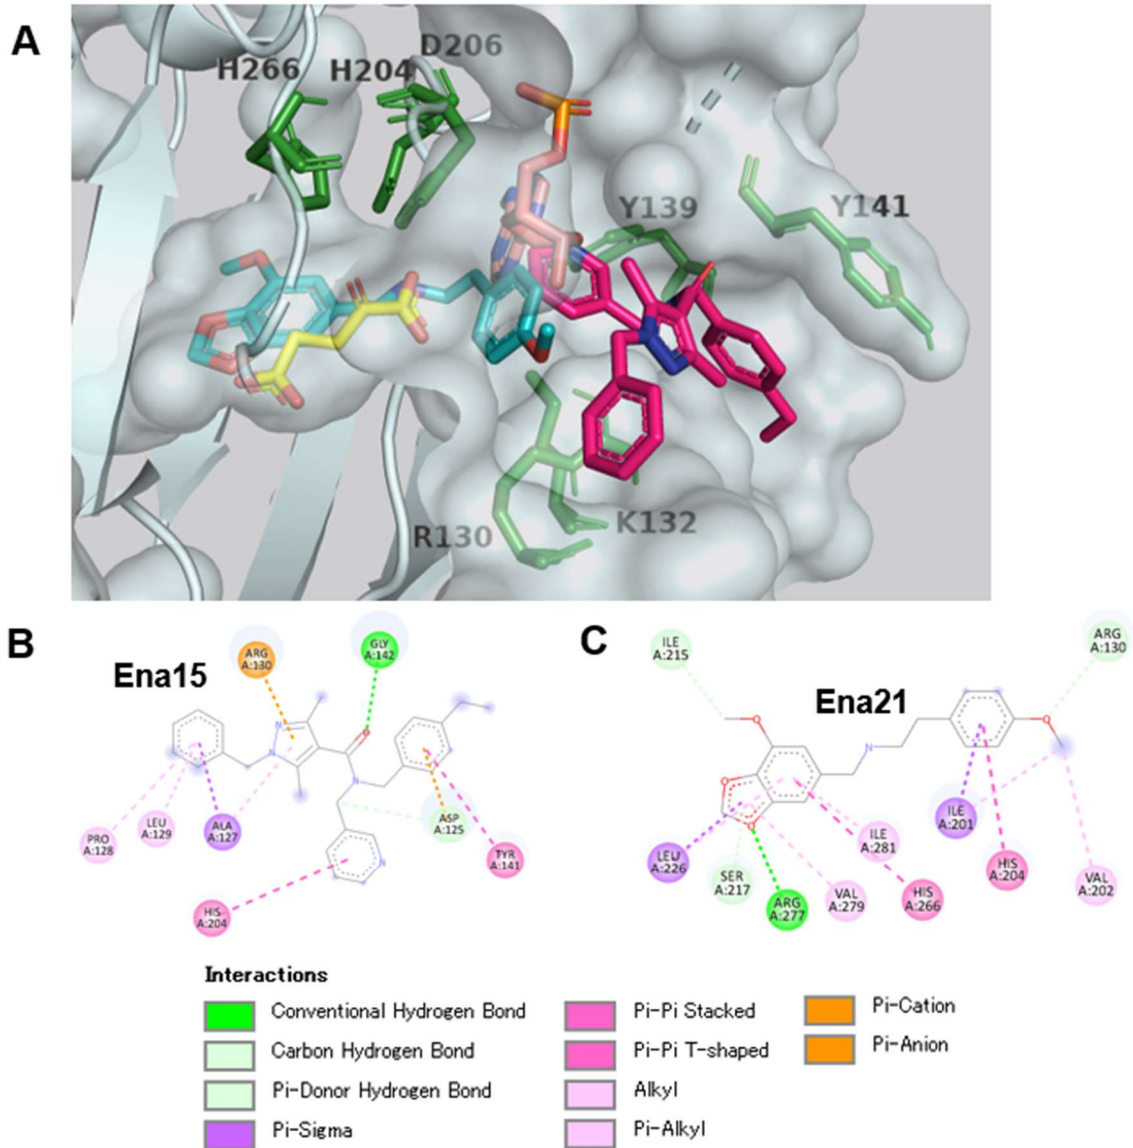 A
H266
H204
D206
Y139
Y141
R130
K132
B
Ena15
ARG
A:130
GLY
A:142
N
N
O
N
N
PRO
A:128
LEU
A:129
ALA
A:127
ASP
A:125
TYR
A:141
HIS
A:204
C
Ena21
ILE
A:215
ARG
A:130
O
O
N
O
O
LEU
A:226
SER
A:217
ARG
A:277
VAL
A:279
ILE
A:281
HIS
A:266
ILE
A:201
HIS
A:204
VAL
A:202
Interactions
Conventional Hydrogen Bond
Carbon Hydrogen Bond
Pi-Donor Hydrogen Bond
Pi-Sigma
Pi-Pi Stacked
Pi-Pi T-shaped
Alkyl
Pi-Alkyl
Pi-Cation
Pi-Anion